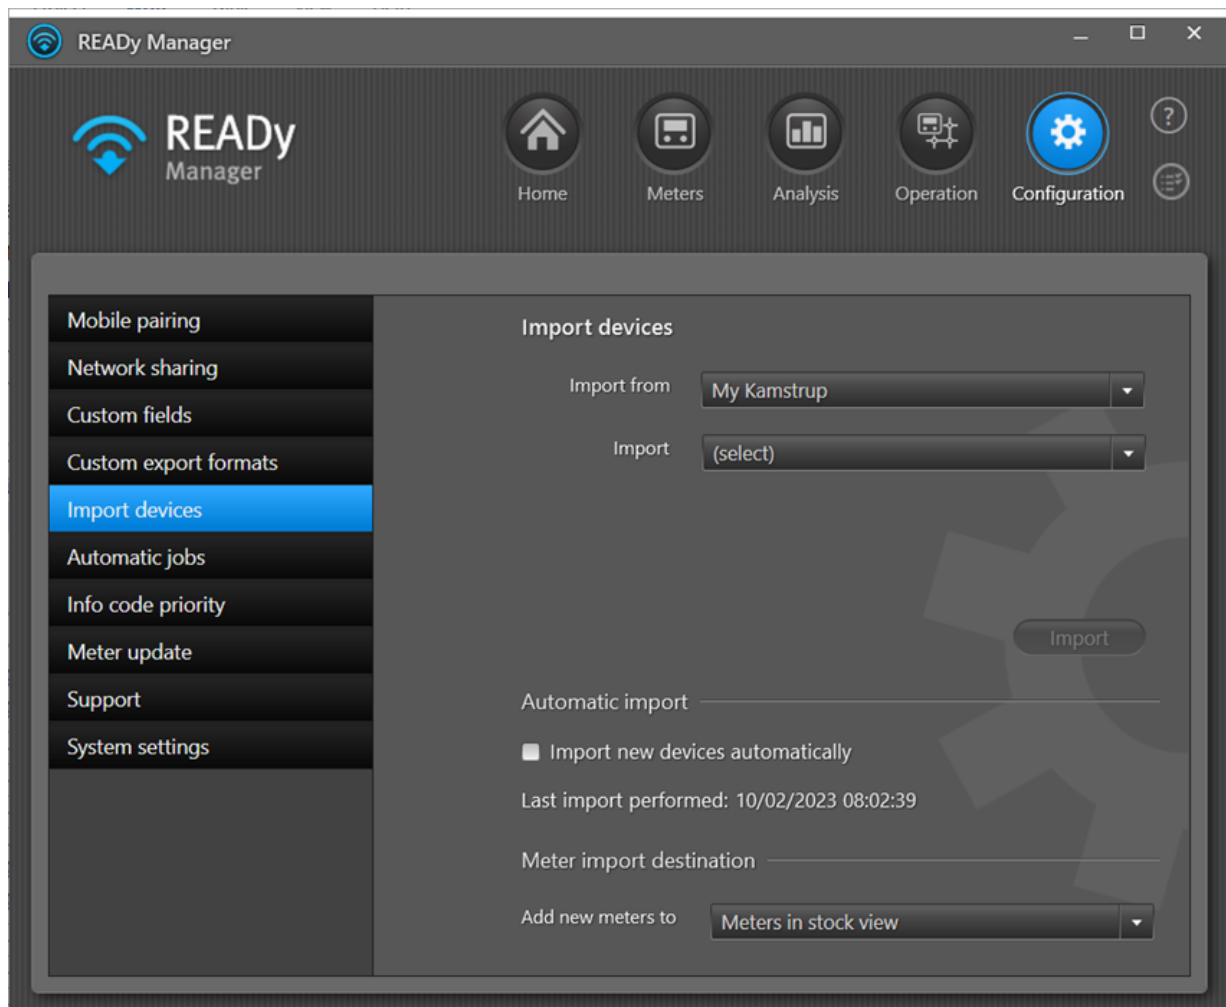 READy Manager
READy
Manager
Home
Meters
Analysis
Operation
Configuration
?
Mobile pairing
Network sharing
Custom fields
Custom export formats
Import devices
Automatic jobs
Info code priority
Meter update
Support
System settings
Import devices
Import from My Kamstrup
Import (select)
Import
Automatic import
Import new devices automatically
Last import performed: 10/02/2023 08:02:39
Meter import destination
Add new meters to Meters in stock view